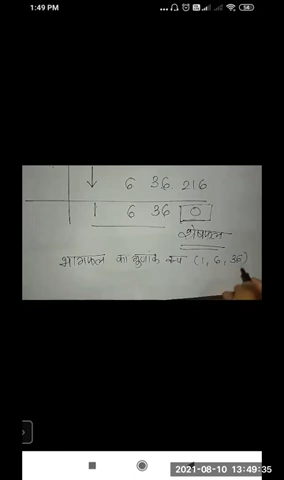 1:49 PM
6 36 216
1 6 36 0
शेषफल
भागफल का गुणांक रूप (1, 6, 36)
2021-08-10 13:49:35